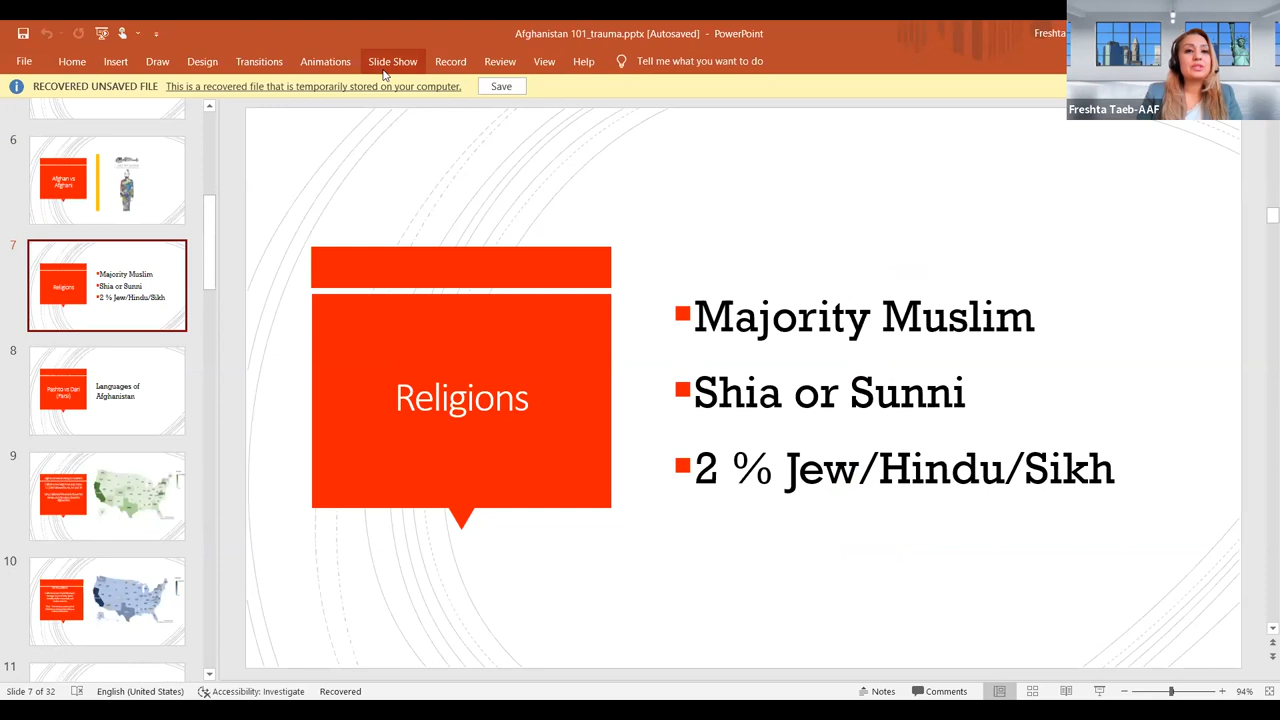 Afghanistan 101_trauma.pptx [Autosaved] - PowerPoint
Freshta
File Home Insert Draw Design Transitions Animations Slide Show Record Review View Help Tell me what you want to do
RECOVERED UNSAVED FILE This is a recovered file that is temporarily stored on your computer. Save
Freshta Taeb-AAF
6
Afghan vs
Afghani
7
Religions
Majority Muslim
Shia or Sunni
2 % Jew/Hindu/Sikh
8
Pashto vs Dari
(Farsi)
Languages of
Afghanistan
9
10
11
Religions
Majority Muslim
Shia or Sunni
2 % Jew/Hindu/Sikh
Slide 7 of 32 English (United States) Accessibility: Investigate Recovered Notes Comments 94%